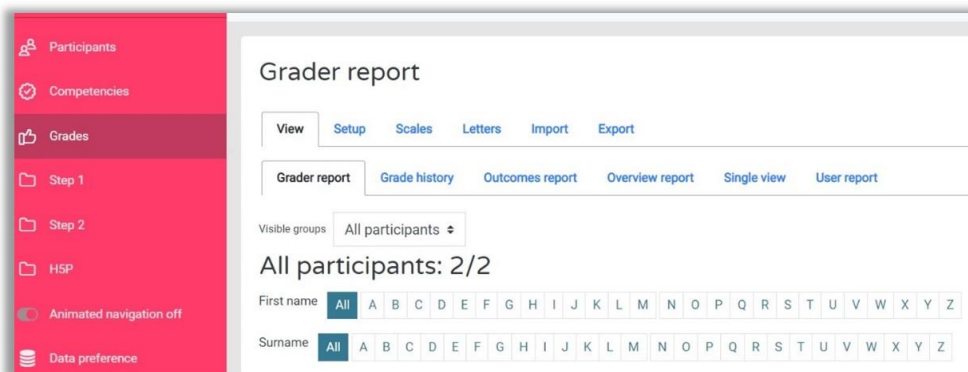 Participants
Competencies
Grades
Step 1
Step 2
H5P
Animated navigation off
Data preference
Grader report
View Setup Scales Letters Import Export
Grader report Grade history Outcomes report Overview report Single view User report
Visible groups All participants
All participants: 2/2
First name All A B C D E F G H I J K L M N O P Q R S T U V W X Y Z
Surname All A B C D E F G H I J K L M N O P Q R S T U V W X Y Z